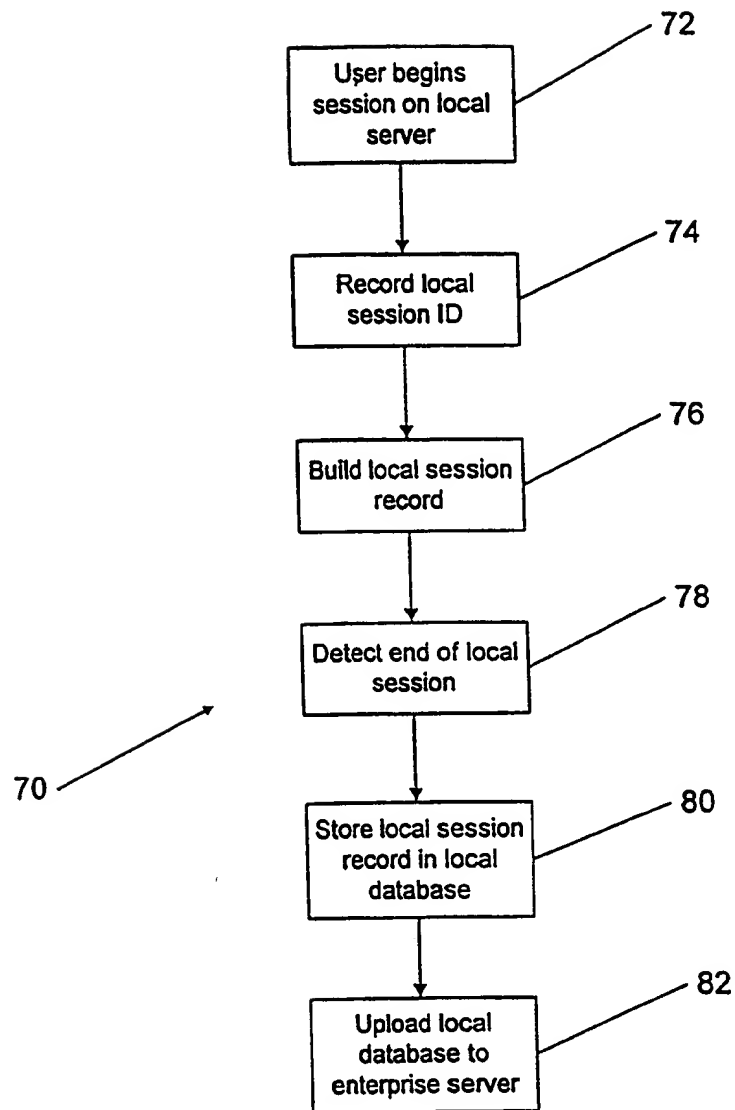 72
User begins
session on local
server
74
Record local
session ID
76
Build local session
record
78
Detect end of local
session
70
80
Store local session
record in local
database
82
Upload local
database to
enterprise server